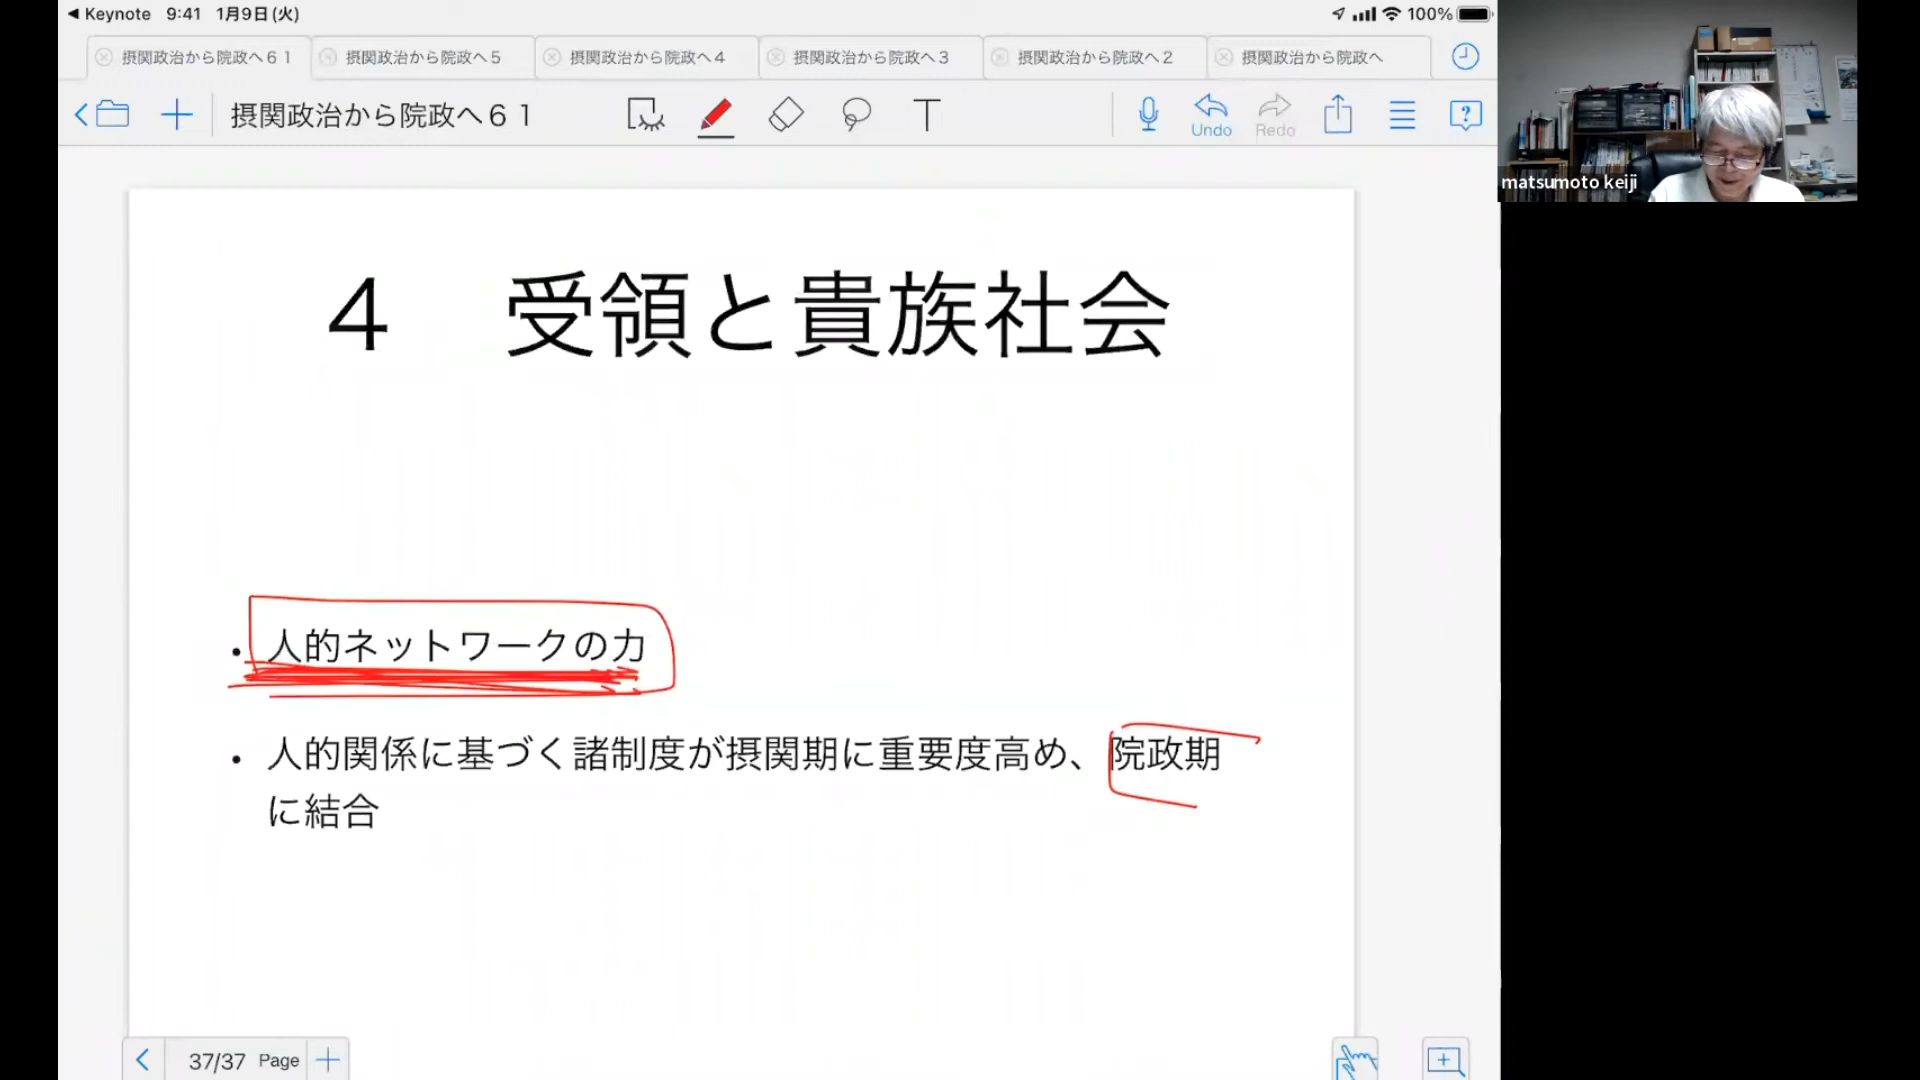 Keynote 9:41 1月9日(火)
100%
摂関政治から院政へ６１
摂関政治から院政へ５
摂関政治から院政へ４
摂関政治から院政へ３
摂関政治から院政へ２
摂関政治から院政へ
摂関政治から院政へ６１
T
Undo
Redo
matsumoto keiji
４　受領と貴族社会
• 人的ネットワークの力
• 人的関係に基づく諸制度が摂関期に重要度高め、院政期
に結合
37/37 Page